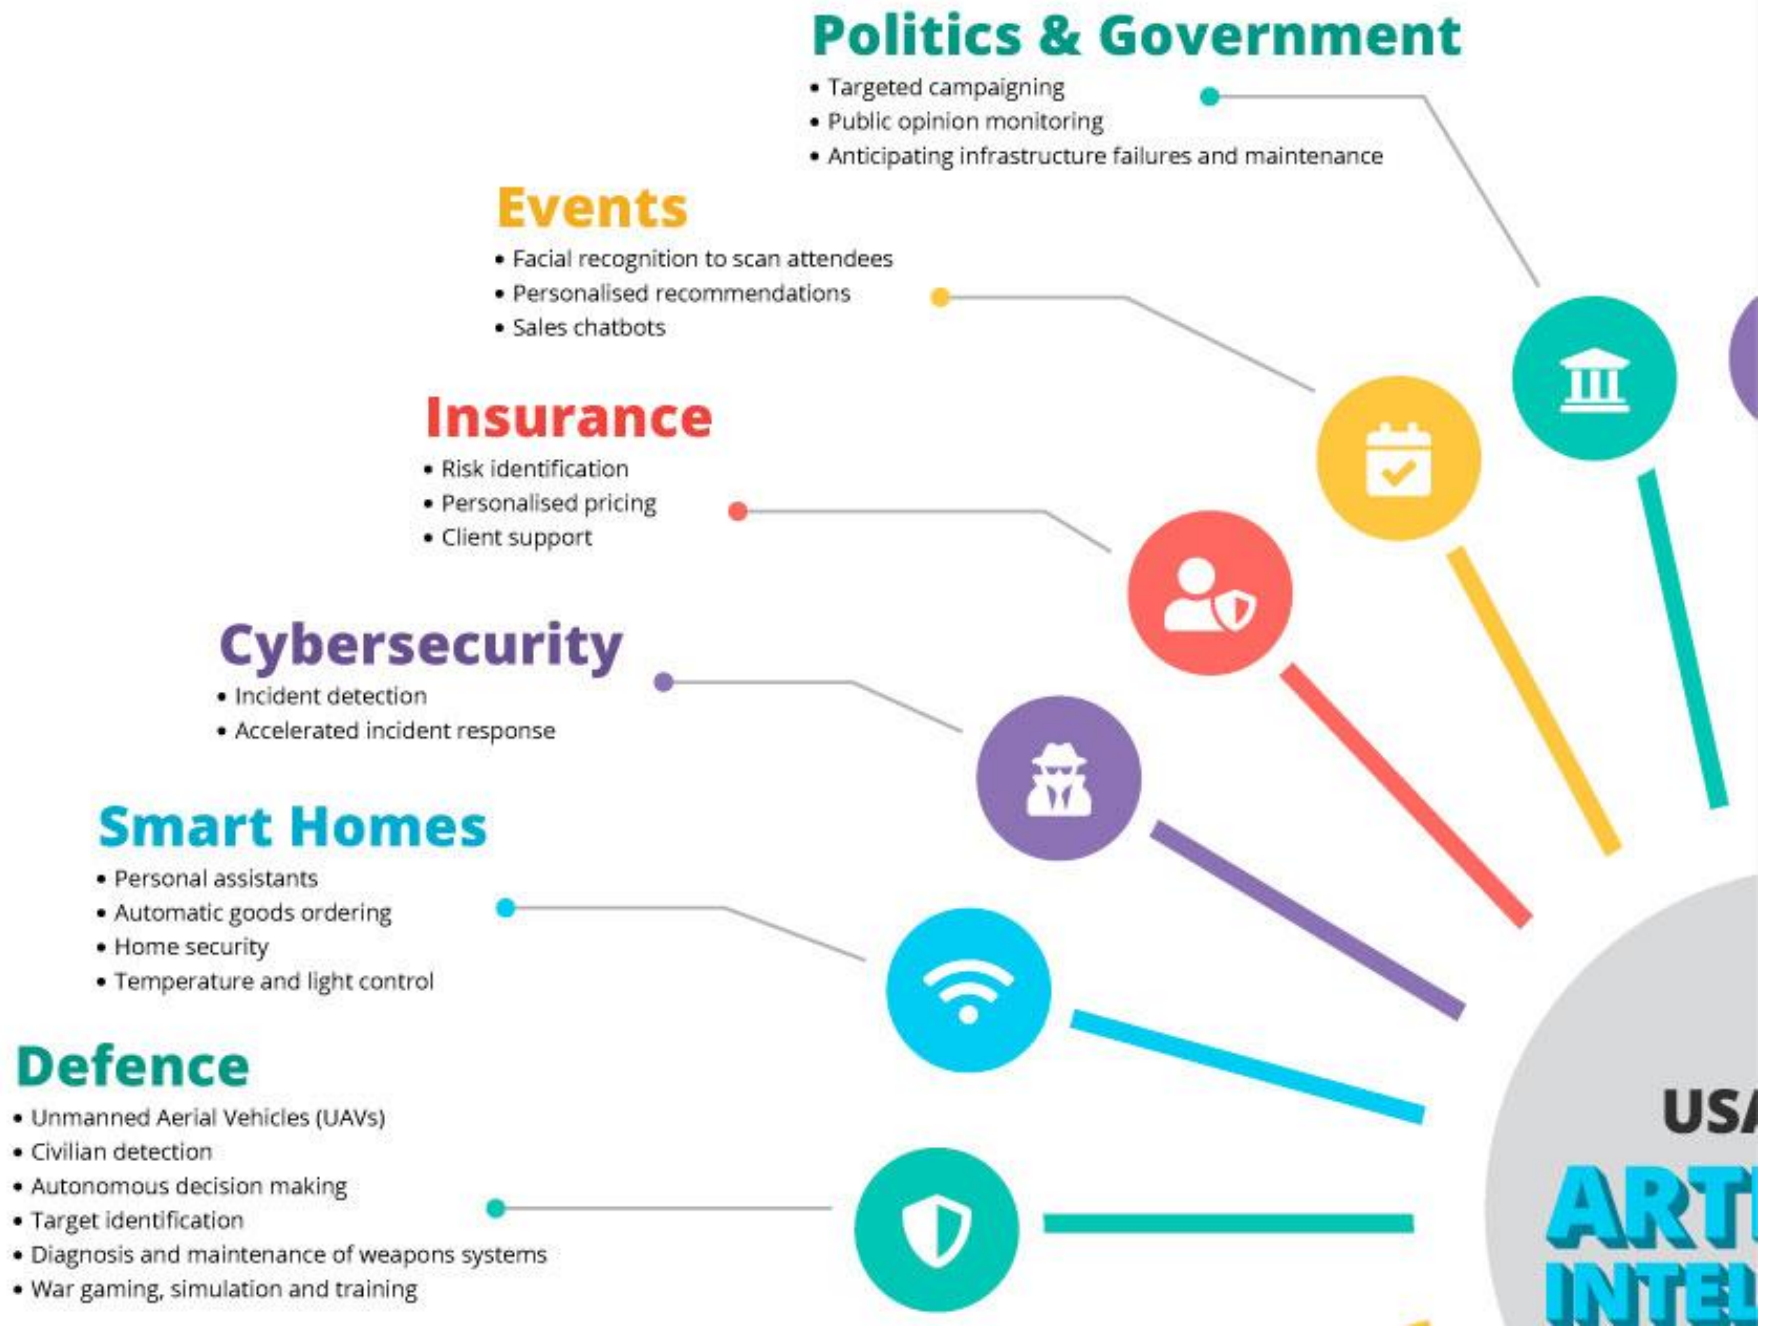 Politics & Government
• Targeted campaigning
• Public opinion monitoring
• Anticipating infrastructure failures and maintenance
Events
• Facial recognition to scan attendees
• Personalised recommendations
• Sales chatbots
Insurance
• Risk identification
• Personalised pricing
• Client support
Cybersecurity
• Incident detection
• Accelerated incident response
Smart Homes
• Personal assistants
• Automatic goods ordering
• Home security
• Temperature and light control
Defence
• Unmanned Aerial Vehicles (UAVs)
• Civilian detection
• Autonomous decision making
• Target identification
• Diagnosis and maintenance of weapons systems
• War gaming, simulation and training